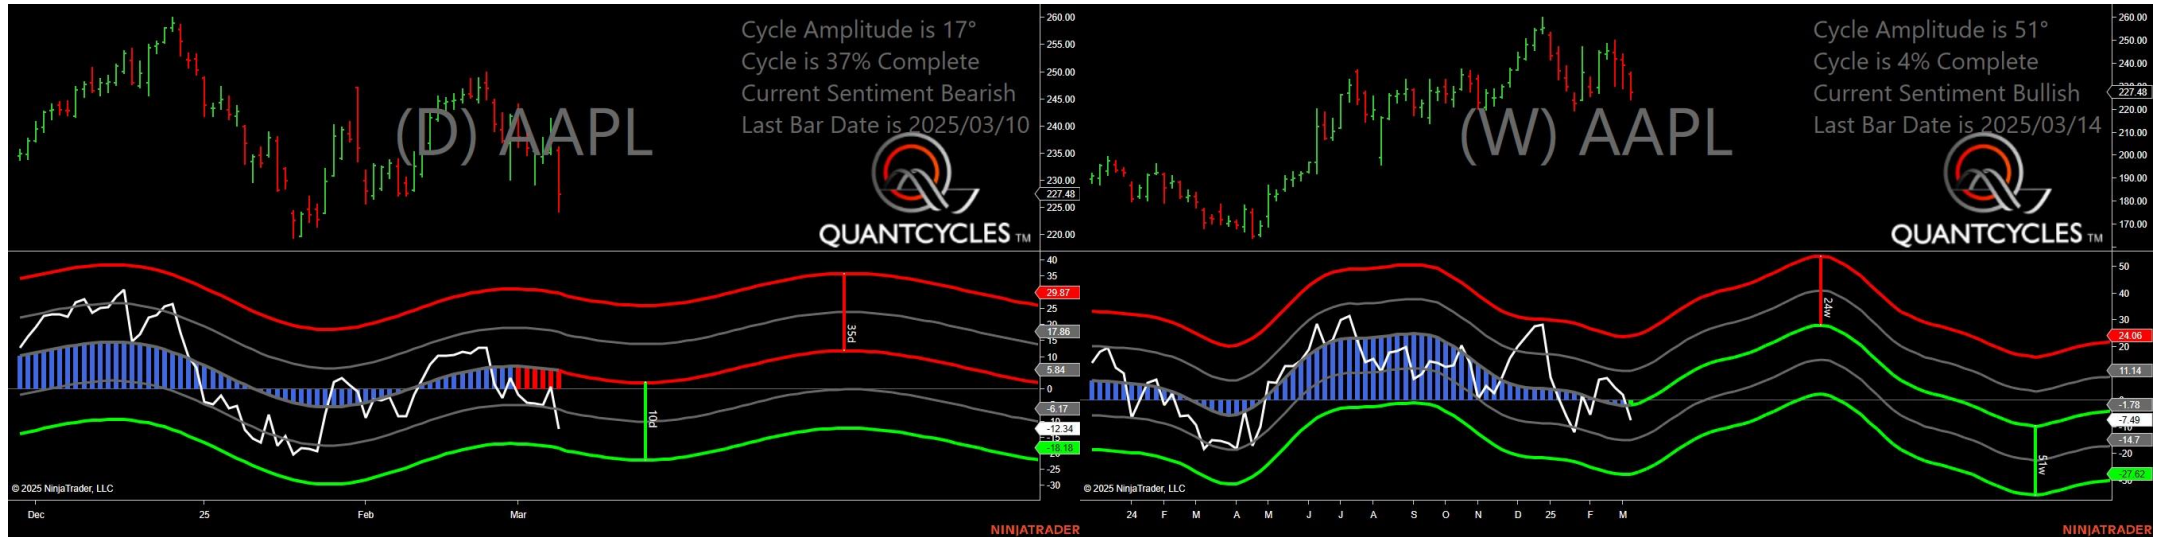 Cycle Amplitude is 17°
Cycle is 37% Complete
Current Sentiment Bearish
Last Bar Date is 2025/03/10
(D) AAPL
QUANTCYCLES TM
260.00
255.00
250.00
245.00
240.00
235.00
230.00
227.48
225.00
220.00
40
35
29.87
25
20
17.86
15
10
5.84
0
-6.17
-12.34
-15
-18.18
-20
-25
-30
35d
10d
© 2025 NinjaTrader, LLC
Dec
25
Feb
Mar
NINJATRADER
Cycle Amplitude is 51°
Cycle is 4% Complete
Current Sentiment Bullish
Last Bar Date is 2025/03/14
(W) AAPL
QUANTCYCLES TM
260.00
250.00
240.00
230.00
227.48
220.00
210.00
200.00
190.00
180.00
170.00
50
40
30
24.06
20
11.14
-1.78
-7.49
-10
-14.7
-20
-27.62
-30
24w
51w
© 2025 NinjaTrader, LLC
24
F
M
A
M
J
J
A
S
O
N
D
25
F
M
NINJATRADER